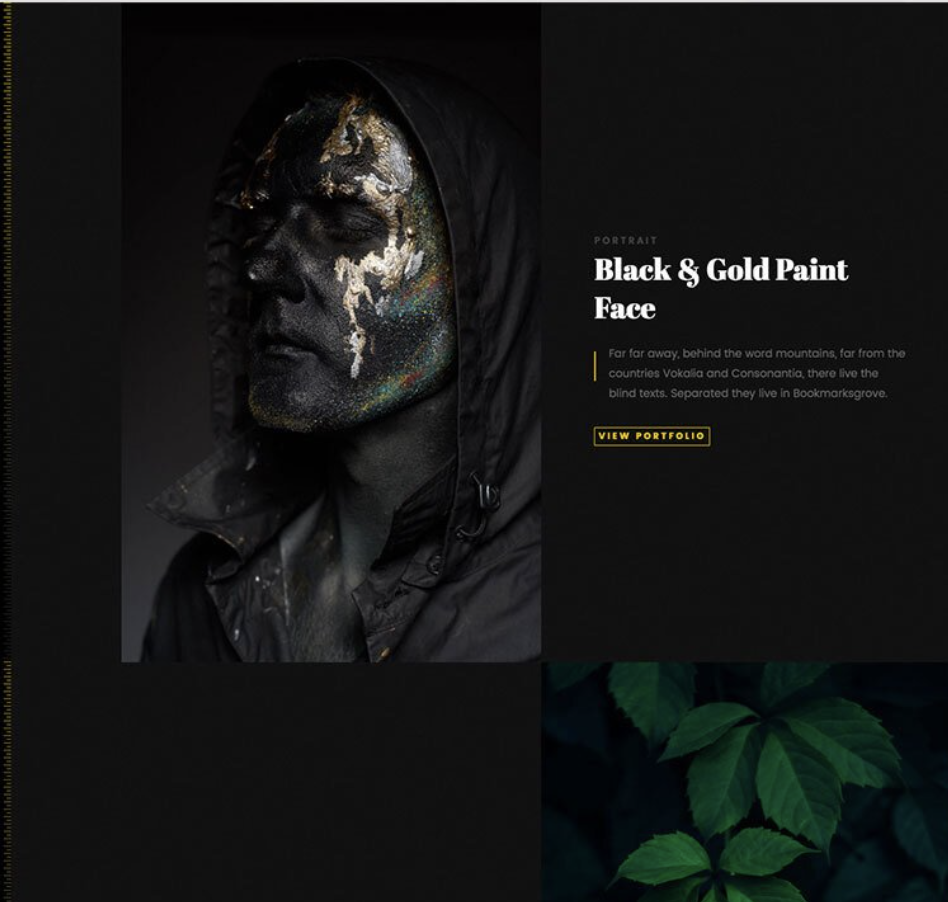 PORTRAIT
Black & Gold Paint
Face
Far far away, behind the word mountains, far from the
countries Vokalia and Consonantia, there live the
blind texts. Separated they live in Bookmarksgrove.
VIEW PORTFOLIO